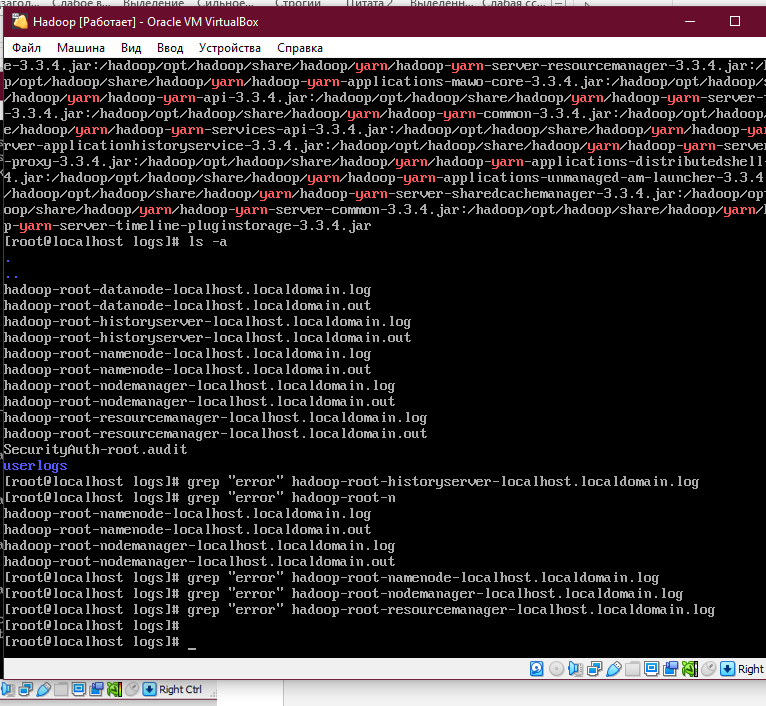 Выделение
Строгий
Цитата 2
Hadoop [Работает] - Oracle VM VirtualBox
Файл Машина Вид Ввод Устройства Справка
e-3.3.4.jar:/hadoop/opt/hadoop/share/hadoop/yarn/hadoop-yarn-server-resourcemanager-3.3.4.jar:/
p/opt/hadoop/share/hadoop/yarn/hadoop-yarn-applications-mawo-core-3.3.4.jar:/hadoop/opt/hadoop/s
/hadoop/yarn/hadoop-yarn-api-3.3.4.jar:/hadoop/opt/hadoop/share/hadoop/yarn/hadoop-yarn-server-
-3.3.4.jar:/hadoop/opt/hadoop/share/hadoop/yarn/hadoop-yarn-common-3.3.4.jar:/hadoop/opt/hadoop
e/hadoop/yarn/hadoop-yarn-services-api-3.3.4.jar:/hadoop/opt/hadoop/share/hadoop/yarn/hadoop-ya
rver-applicationhistoryservice-3.3.4.jar:/hadoop/opt/hadoop/share/hadoop/yarn/hadoop-yarn-server
-proxy-3.3.4.jar:/hadoop/opt/hadoop/share/hadoop/yarn/hadoop-yarn-applications-distributedshell-
4.jar:/hadoop/opt/hadoop/share/hadoop/yarn/hadoop-yarn-applications-unmanaged-am-launcher-3.3.4
/hadoop/opt/hadoop/share/hadoop/yarn/hadoop-yarn-server-sharedcachemanager-3.3.4.jar:/hadoop/opt
oop/share/hadoop/yarn/hadoop-yarn-server-common-3.3.4.jar:/hadoop/opt/hadoop/share/hadoop/yarn/
p-yarn-server-timeline-pluginstorage-3.3.4.jar
[root@localhost logs]# ls -a
.
..
hadoop-root-datanode-localhost.localdomain.log
hadoop-root-datanode-localhost.localdomain.out
hadoop-root-historyserver-localhost.localdomain.log
hadoop-root-historyserver-localhost.localdomain.out
hadoop-root-namenode-localhost.localdomain.log
hadoop-root-namenode-localhost.localdomain.out
hadoop-root-nodemanager-localhost.localdomain.log
hadoop-root-nodemanager-localhost.localdomain.out
hadoop-root-resourcemanager-localhost.localdomain.log
hadoop-root-resourcemanager-localhost.localdomain.out
SecurityAuth-root.audit
userlogs
[root@localhost logs]# grep "error" hadoop-root-historyserver-localhost.localdomain.log
[root@localhost logs]# grep "error" hadoop-root-n
hadoop-root-namenode-localhost.localdomain.log
hadoop-root-namenode-localhost.localdomain.out
hadoop-root-nodemanager-localhost.localdomain.log
hadoop-root-nodemanager-localhost.localdomain.out
[root@localhost logs]# grep "error" hadoop-root-namenode-localhost.localdomain.log
[root@localhost logs]# grep "error" hadoop-root-nodemanager-localhost.localdomain.log
[root@localhost logs]# grep "error" hadoop-root-resourcemanager-localhost.localdomain.log
[root@localhost logs]#
[root@localhost logs]# _
Right
Right Ctrl